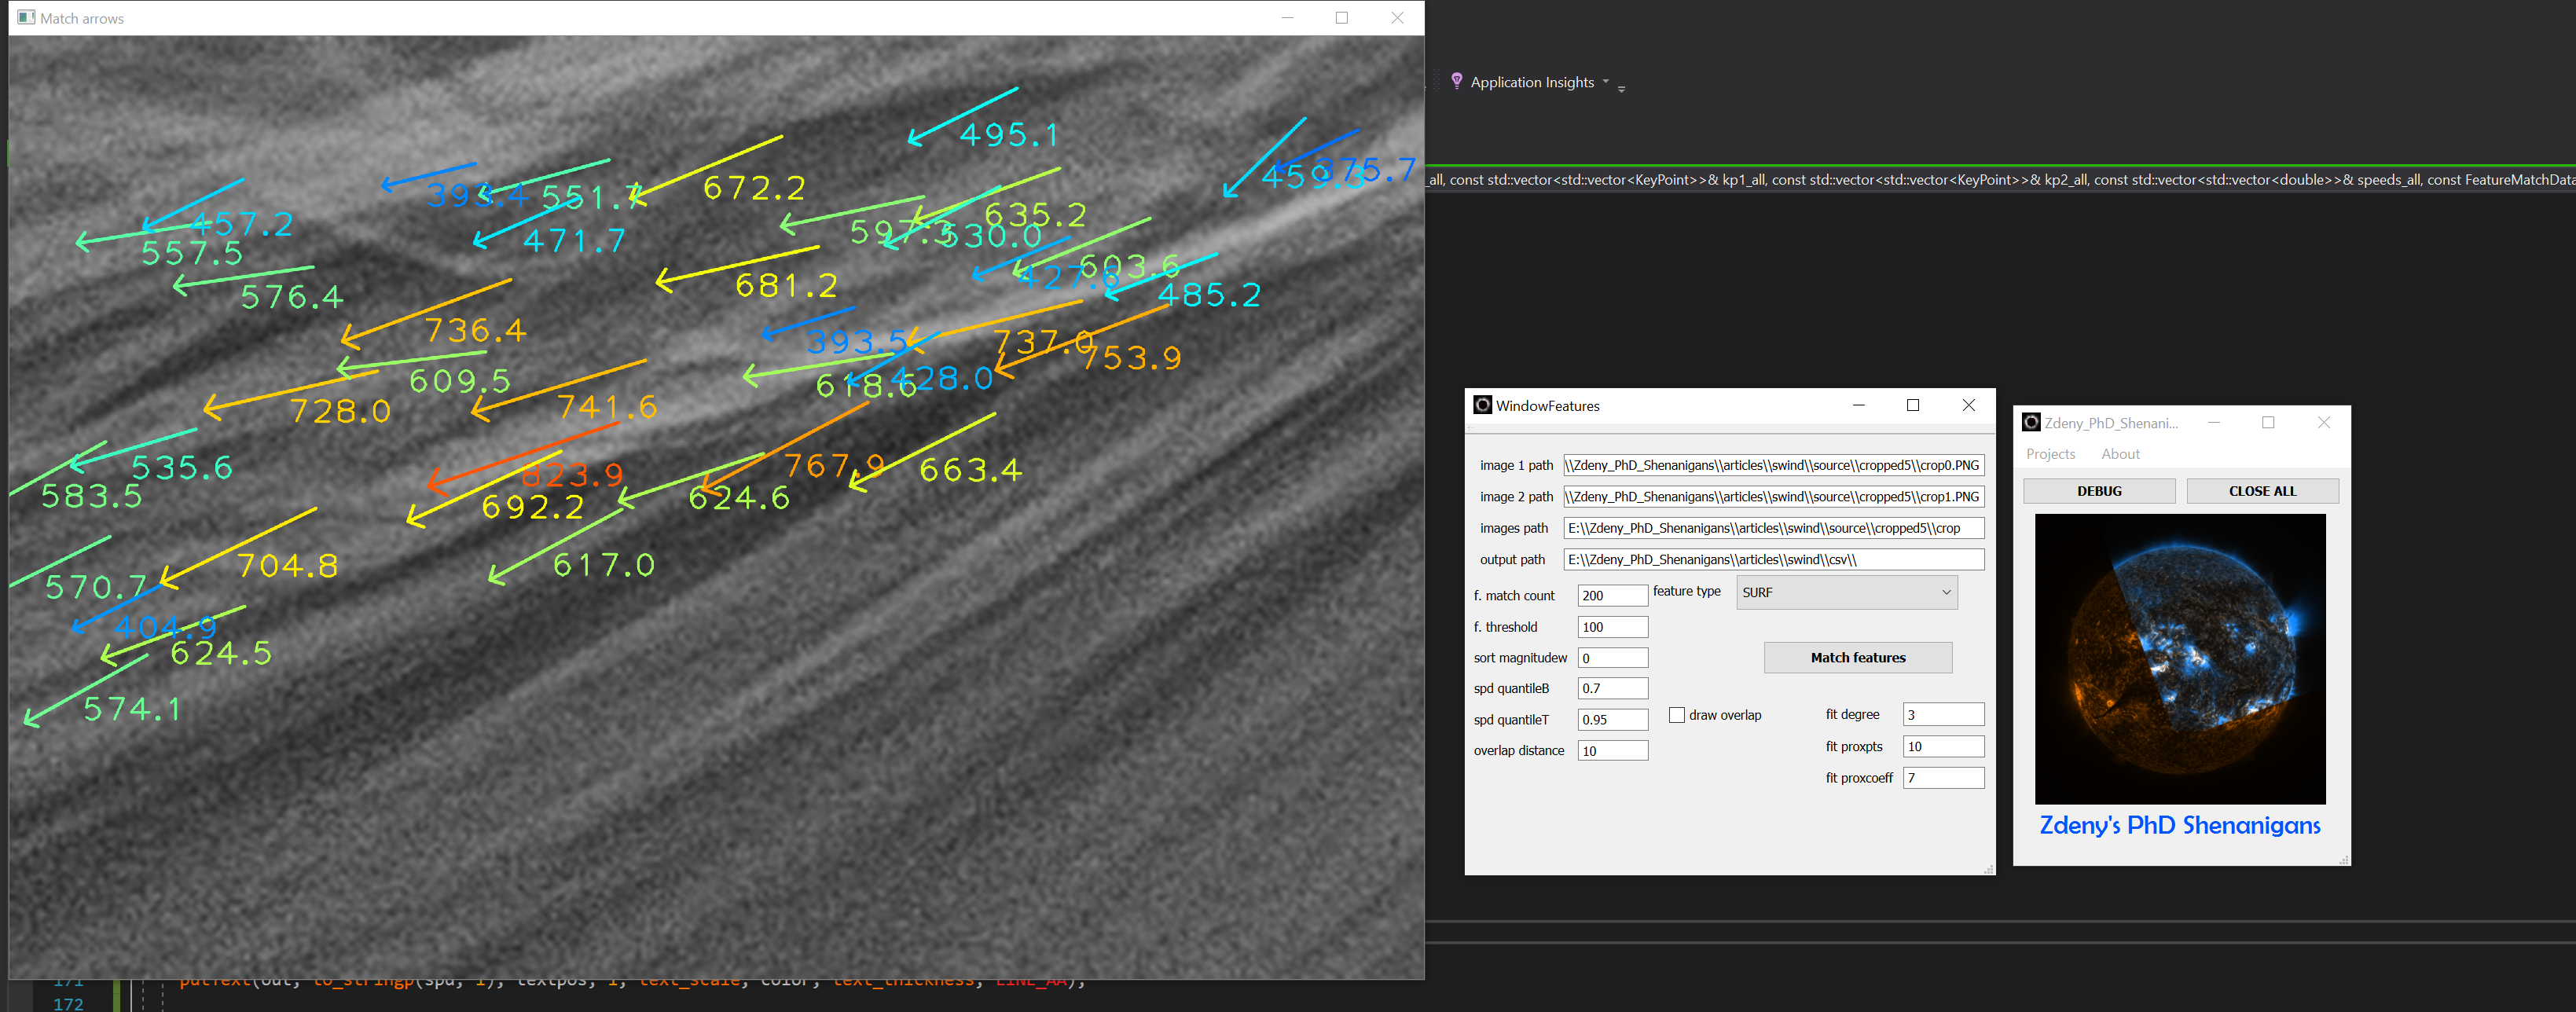 Match arrows
Application Insights
495.1
459.3
375.7
393.4
551.7
672.2
457.2
471.7
597.3
635.2
530.0
557.5
576.4
681.2
427.6
603.6
485.2
736.4
393.5
737.0
753.9
609.5
618.6
428.0
728.0
741.6
535.6
823.9
767.9
663.4
583.5
692.2
624.6
704.8
617.0
570.7
404.9
624.5
574.1
_all, const std::vector<std::vector<KeyPoint>>& kp1_all, const std::vector<std::vector<KeyPoint>>& kp2_all, const std::vector<std::vector<double>>& speeds_all, const FeatureMatchData
WindowFeatures
image 1 path \\Zdeny_PhD_Shenanigans\\articles\\swind\\source\\cropped5\\crop0.PNG
image 2 path \\Zdeny_PhD_Shenanigans\\articles\\swind\\source\\cropped5\\crop1.PNG
images path E:\\Zdeny_PhD_Shenanigans\\articles\\swind\\source\\cropped5\\crop
output path E:\\Zdeny_PhD_Shenanigans\\articles\\swind\\csv\\
f. match count 200 feature type SURF
f. threshold 100
sort magnitudew 0 Match features
spd quantileB 0.7
spd quantileT 0.95 draw overlap fit degree 3
overlap distance 10 fit proxpts 10
fit proxcoeff 7
Zdeny_PhD_Shenani...
Projects About
DEBUG CLOSE ALL
Zdeny's PhD Shenanigans
171 putText(out, to_stringp(spd, 1), textpos, 1, text_scale, color, text_thickness, LINE_AA);
172